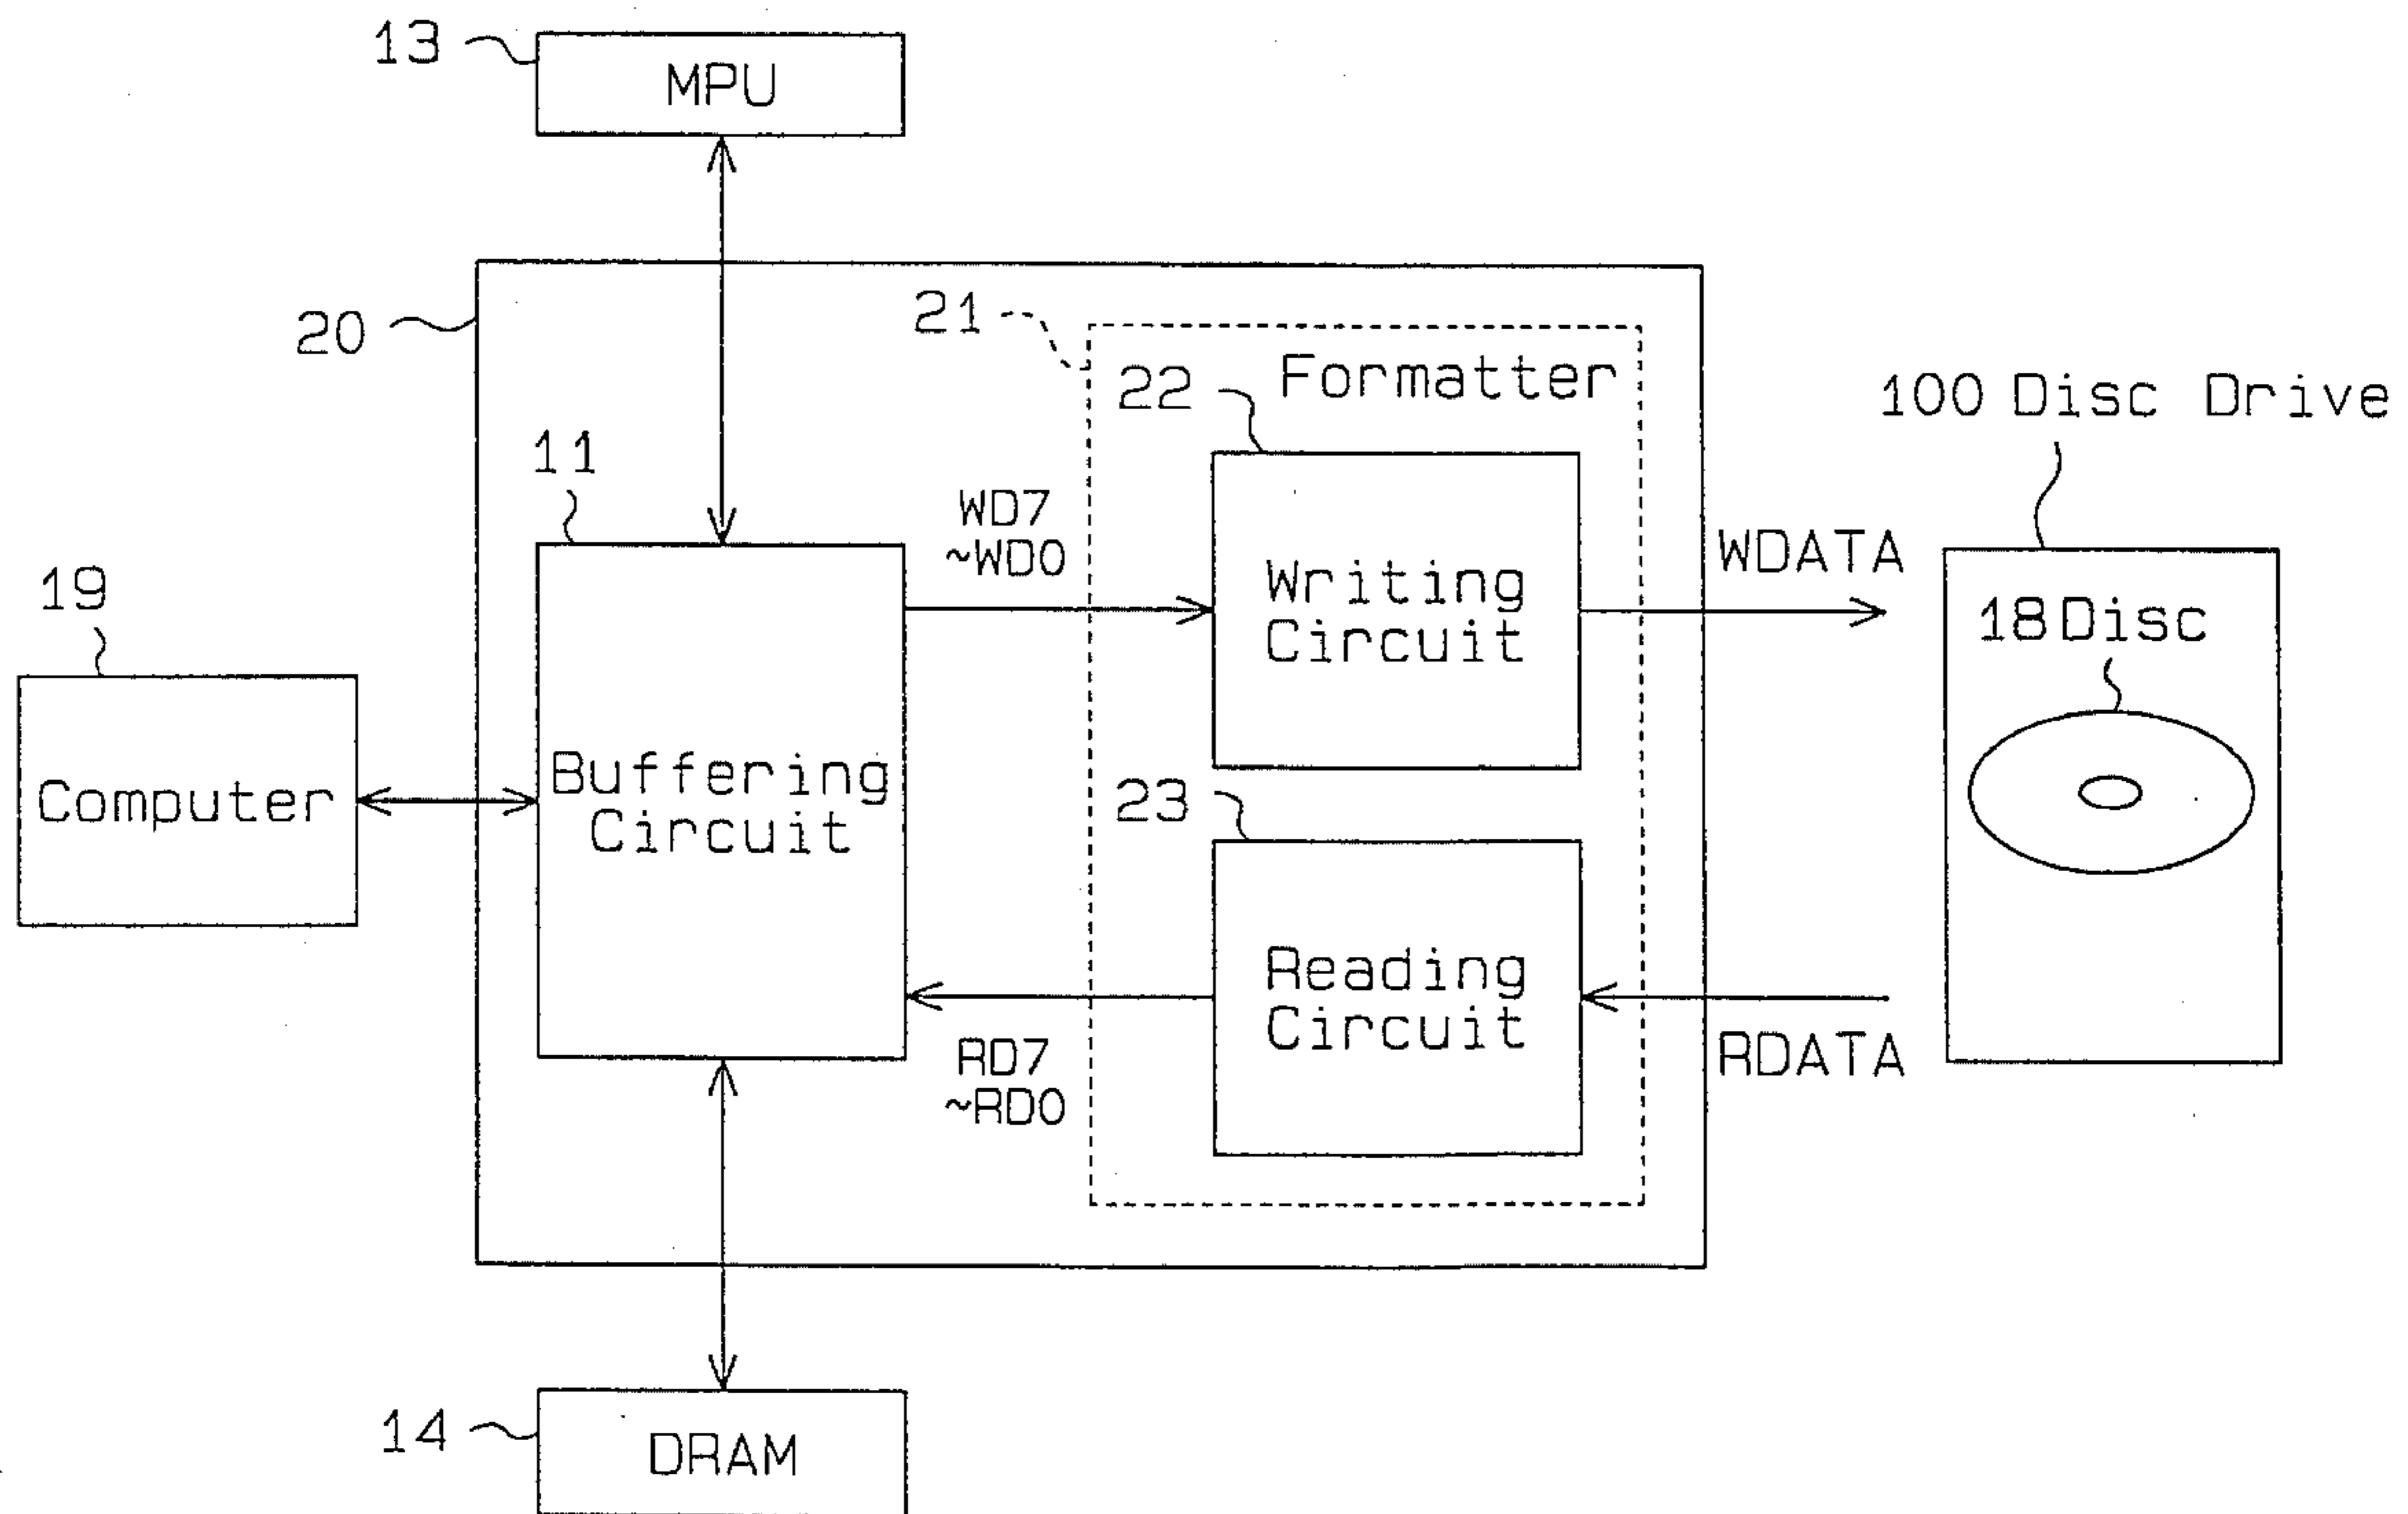 13
MPU
20
21
Formatter
22
100 Disc Drive
11
WD7
~WD0
Writing
Circuit
WDATA
19
18 Disc
Computer
Buffering
Circuit
23
Reading
Circuit
RD7
~RD0
RDATA
14
DRAM